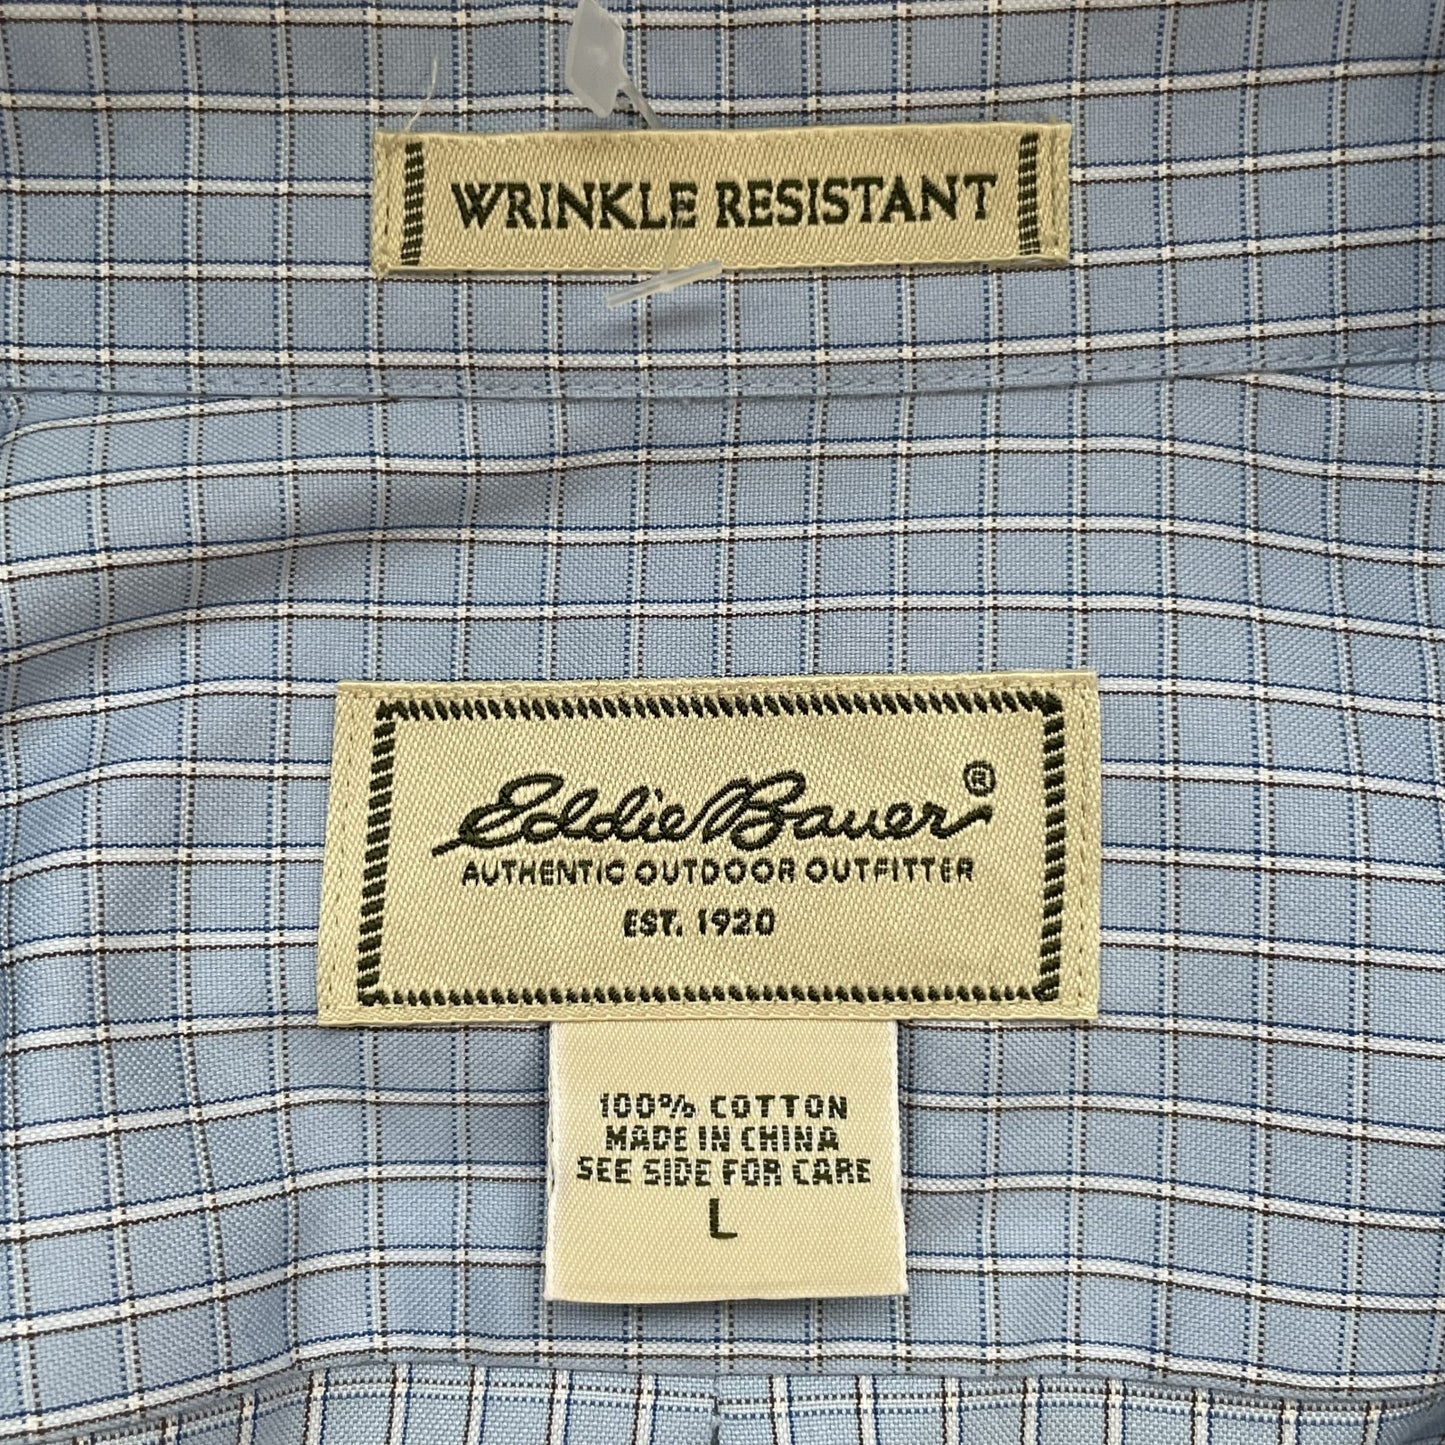 WRINKLE RESISTANT
Eddie Bauer®
AUTHENTIC OUTDOOR OUTFITTER
EST. 1920
100% COTTON
MADE IN CHINA
SEE SIDE FOR CARE
L